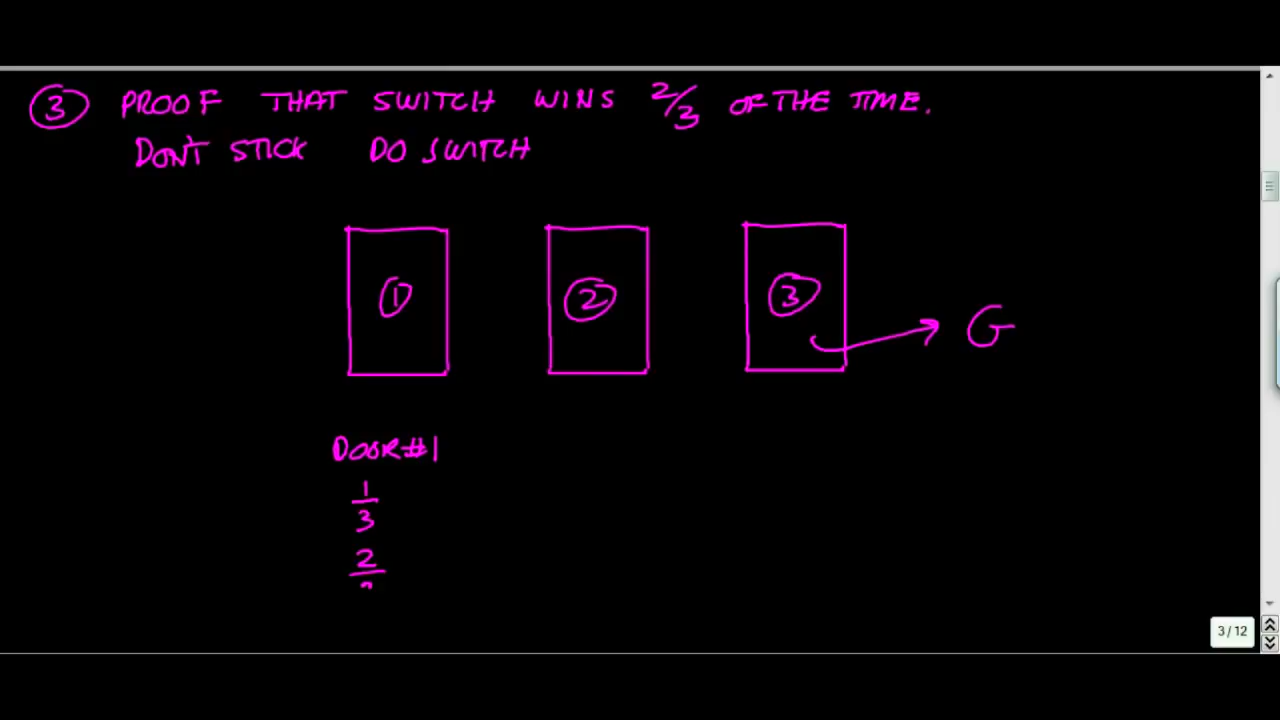 ③ PROOF THAT SWITCH WINS 2/3 OF THE TIME.
DON'T STICK DO SWITCH
① ② ③
G
DOOR #1
1
3
2
3/12